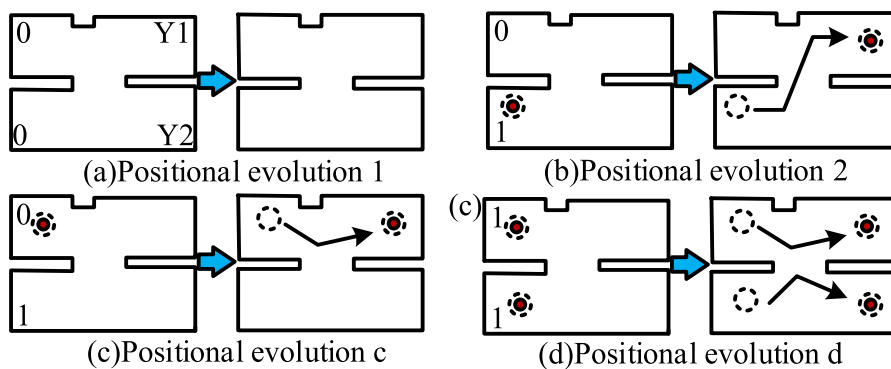 0 Y1
0 Y2
(a)Positional evolution 1
0
1
(b)Positional evolution 2
0
1
(c)Positional evolution c
(c)
1
1
(d)Positional evolution d